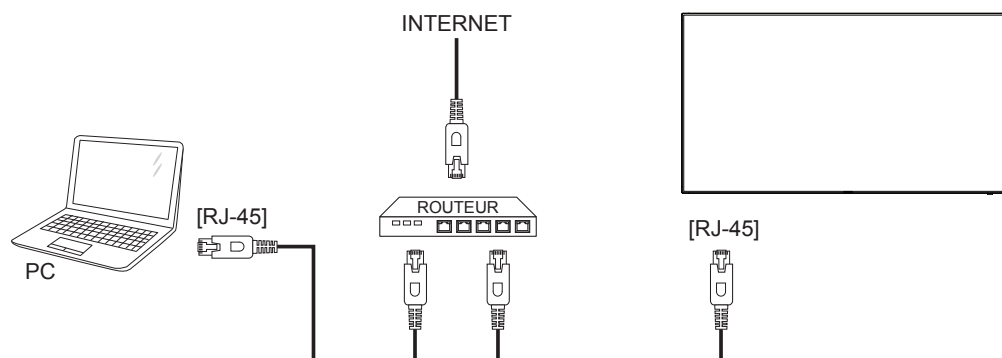 INTERNET
ROUTEUR
[RJ-45]
[RJ-45]
PC